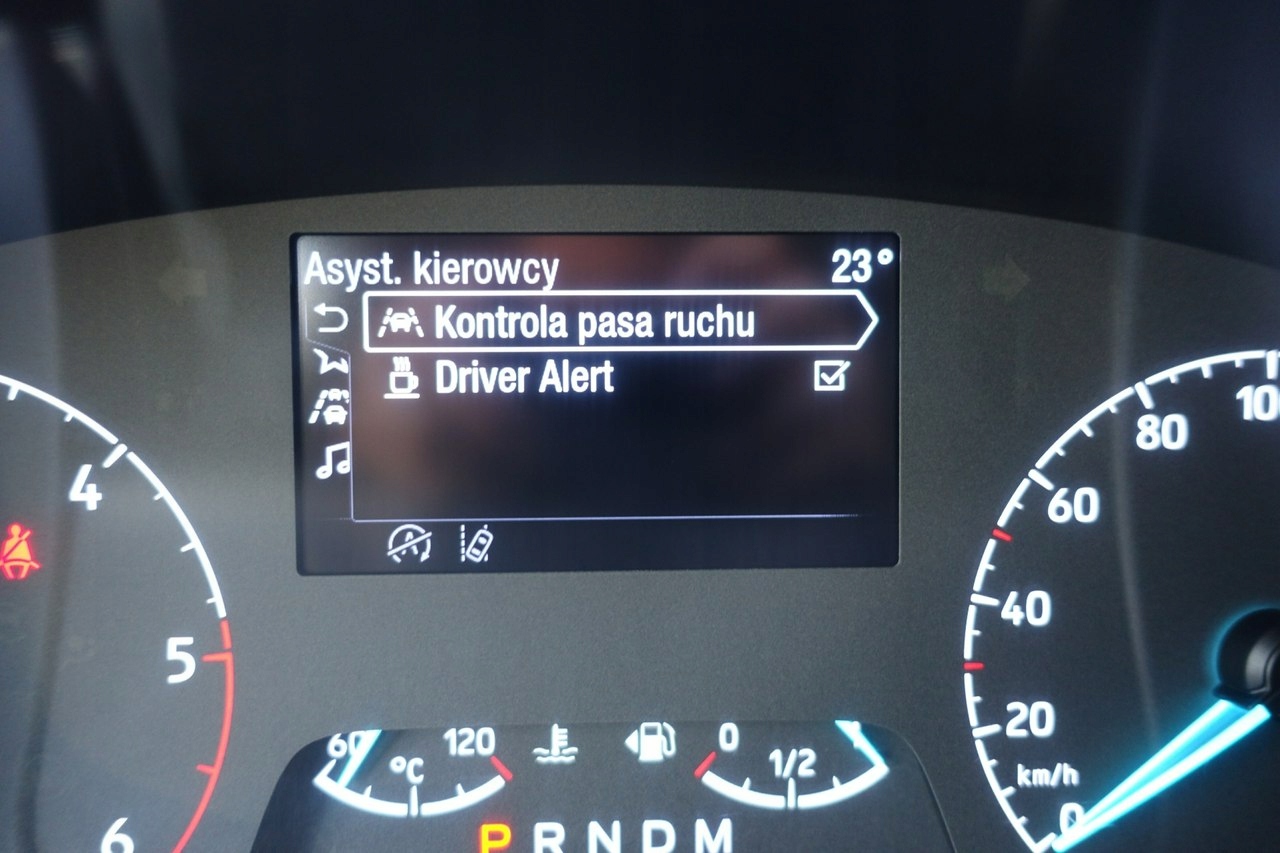 Asyst. kierowcy 23°
Kontrola pasa ruchu
Driver Alert
4
5
6
60 °C 120
0 1/2
P R N D M
80
60
40
20
km/h
0